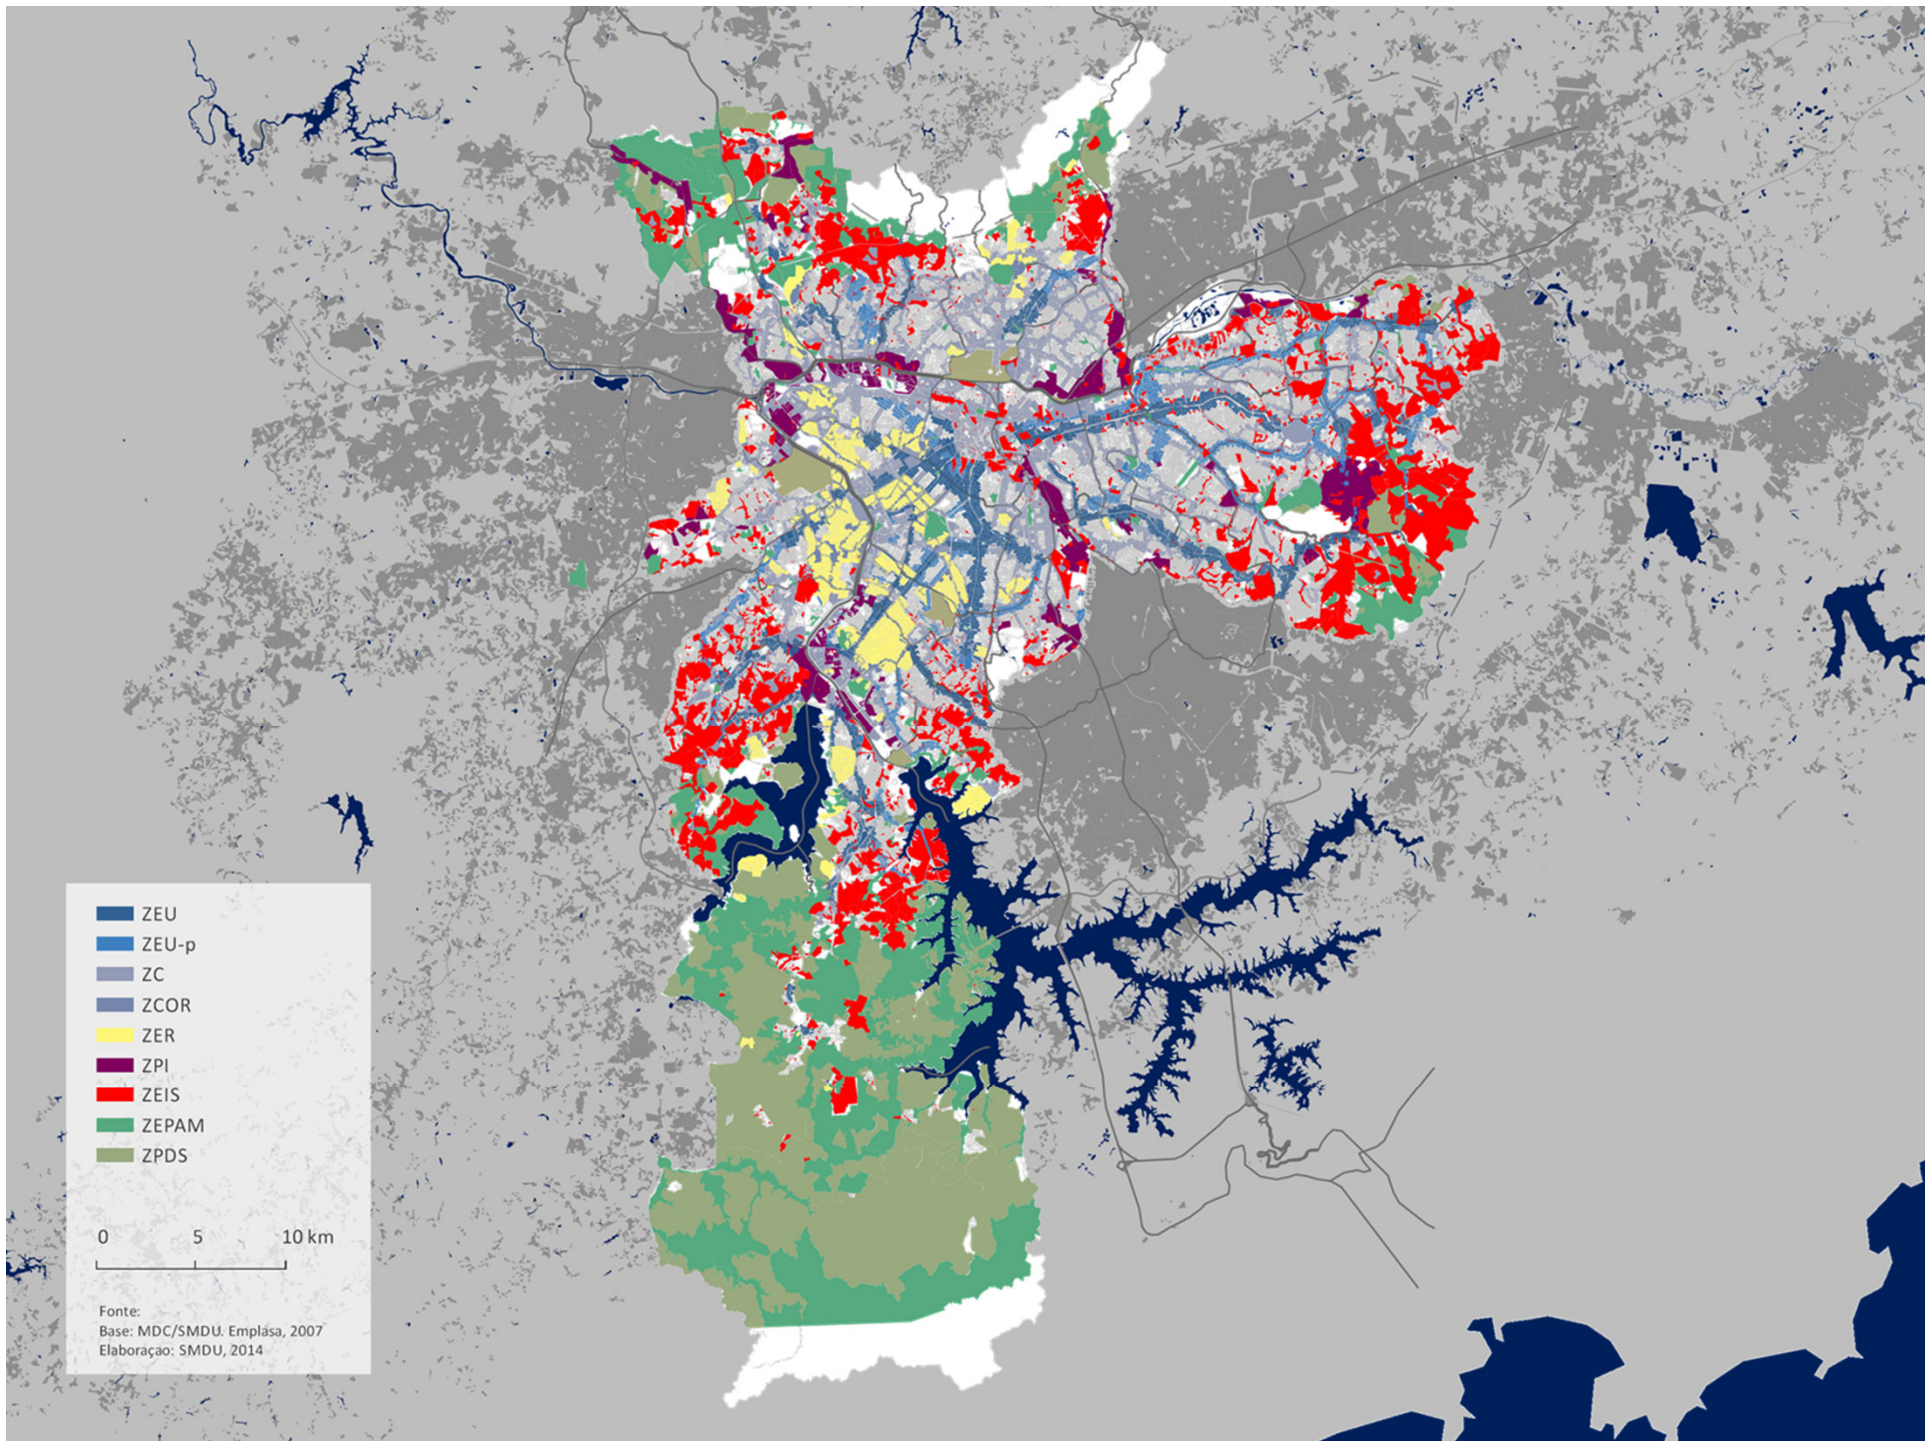 ZEU
ZEU-p
ZC
ZCOR
ZER
ZPI
ZEIS
ZEPAM
ZPDS
0 5 10 km
Fonte:
Base: MDC/SMDU. Emplasa, 2007
Elaboraçao: SMDU, 2014